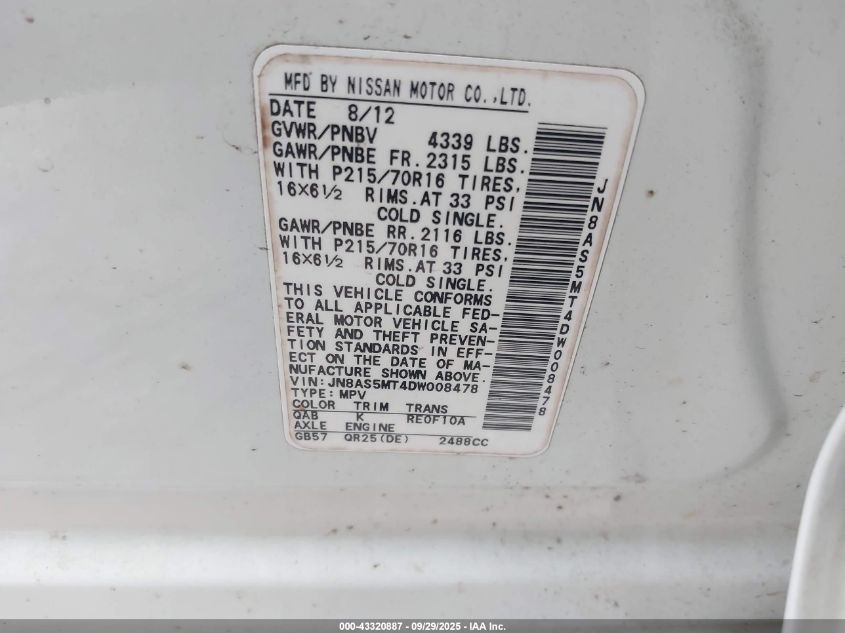 MFD BY NISSAN MOTOR CO.,LTD.
DATE 8/12
GVWR/PNBV 4339 LBS.
GAWR/PNBE FR. 2315 LBS.
WITH P215/70R16 TIRES,
16X6½ RIMS. AT 33 PSI
COLD SINGLE.
GAWR/PNBE RR. 2116 LBS.
WITH P215/70R16 TIRES,
16X6½ RIMS. AT 33 PSI
COLD SINGLE.
THIS VEHICLE CONFORMS
TO ALL APPLICABLE FED-
ERAL MOTOR VEHICLE SA-
FETY AND THEFT PREVEN-
TION STANDARDS IN EFF-
ECT ON THE DATE OF MA-
NUFACTURE SHOWN ABOVE.
VIN: JN8AS5MT4DW008478
TYPE: MPV
COLOR TRIM TRANS
QAB K RE0F10A
AXLE ENGINE
GB57 QR25(DE) 2488CC
JN8AS5MT4DW008478
000-43320887 - 09/29/2025 - IAA Inc.